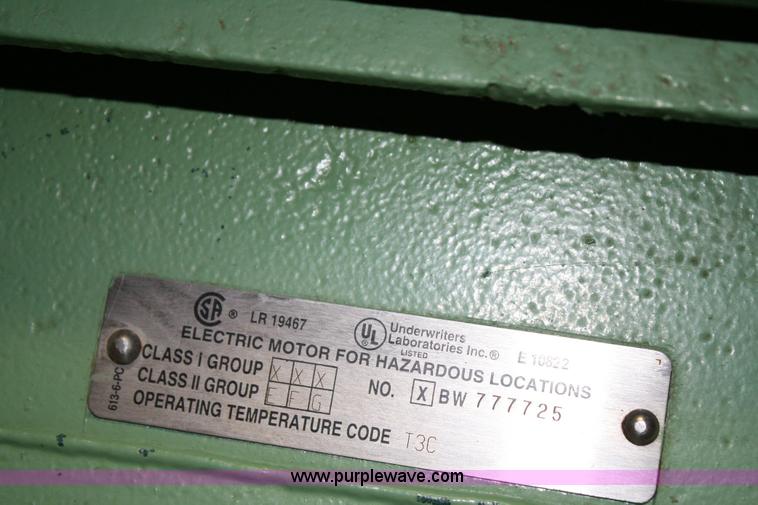 SA ® LR 19467 UL ® Underwriters Laboratories Inc.® LISTED E 10822
ELECTRIC MOTOR FOR HAZARDOUS LOCATIONS
CLASS I GROUP X X X
CLASS II GROUP E F G NO. X BW 777725
OPERATING TEMPERATURE CODE T3C
613-6-PC
www.purplewave.com